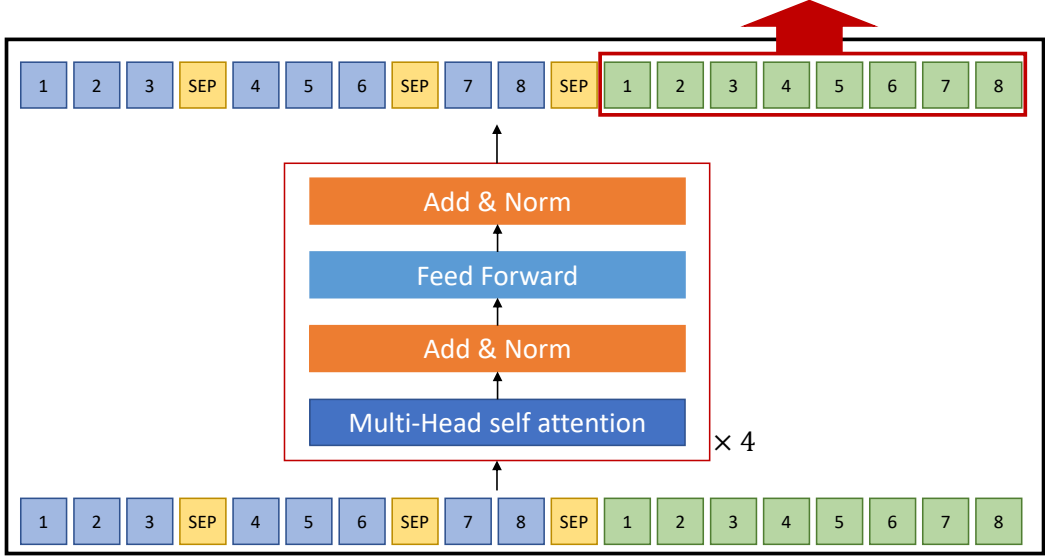 1 2 3 SEP 4 5 6 SEP 7 8 SEP 1 2 3 4 5 6 7 8
Add & Norm
Feed Forward
Add & Norm
Multi-Head self attention
× 4
1 2 3 SEP 4 5 6 SEP 7 8 SEP 1 2 3 4 5 6 7 8